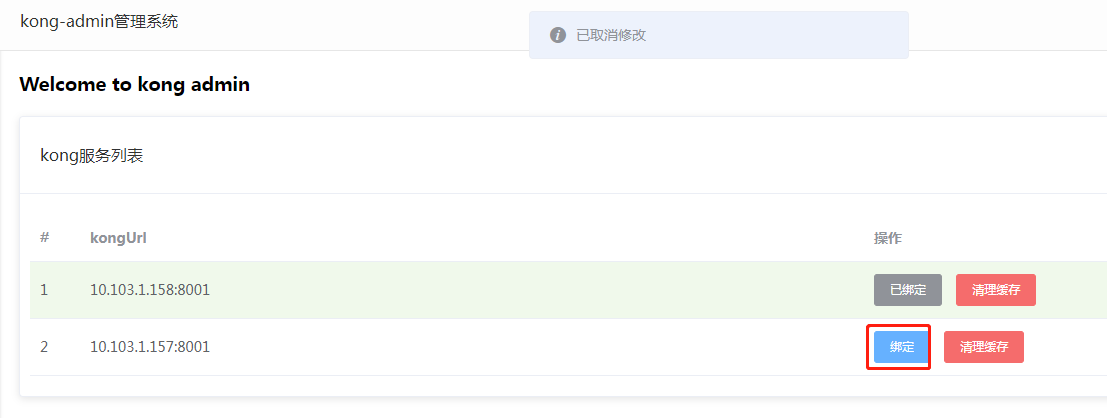 kong-admin管理系统
已取消修改
Welcome to kong admin
kong服务列表
# kongUrl 操作
1 10.103.1.158:8001 已绑定 清理缓存
2 10.103.1.157:8001 绑定 清理缓存